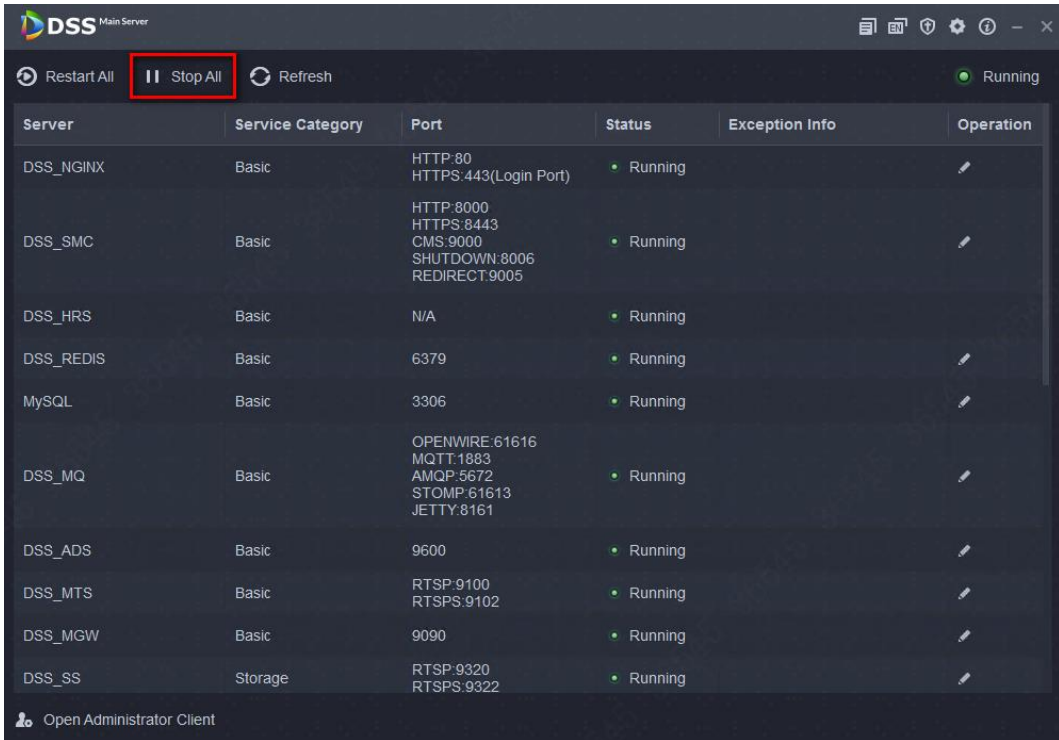 DSS Main Server
EN
Restart All
Stop All
Refresh
Running
Server Service Category Port Status Exception Info Operation
DSS_NGINX Basic HTTP:80 Running
HTTPS:443(Login Port)
HTTP:8000
HTTPS:8443
DSS_SMC Basic CMS:9000 Running
SHUTDOWN:8006
REDIRECT:9005
DSS_HRS Basic N/A Running
DSS_REDIS Basic 6379 Running
MySQL Basic 3306 Running
OPENWIRE:61616
MQTT:1883
DSS_MQ Basic AMQP:5672 Running
STOMP:61613
JETTY:8161
DSS_ADS Basic 9600 Running
DSS_MTS Basic RTSP:9100 Running
RTSPS:9102
DSS_MGW Basic 9090 Running
DSS_SS Storage RTSP:9320 Running
RTSPS:9322
Open Administrator Client